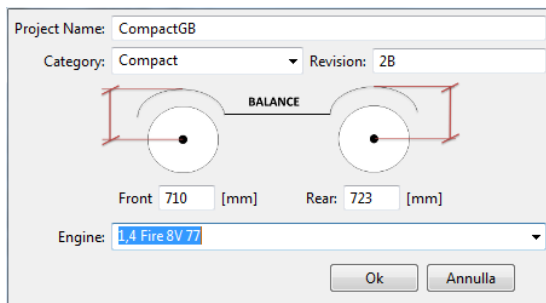 Project Name: CompactGB
Category: Compact Revision: 2B
BALANCE
Front 710 [mm] Rear: 723 [mm]
Engine: 1,4 Fire 8V 77
Ok Annulla